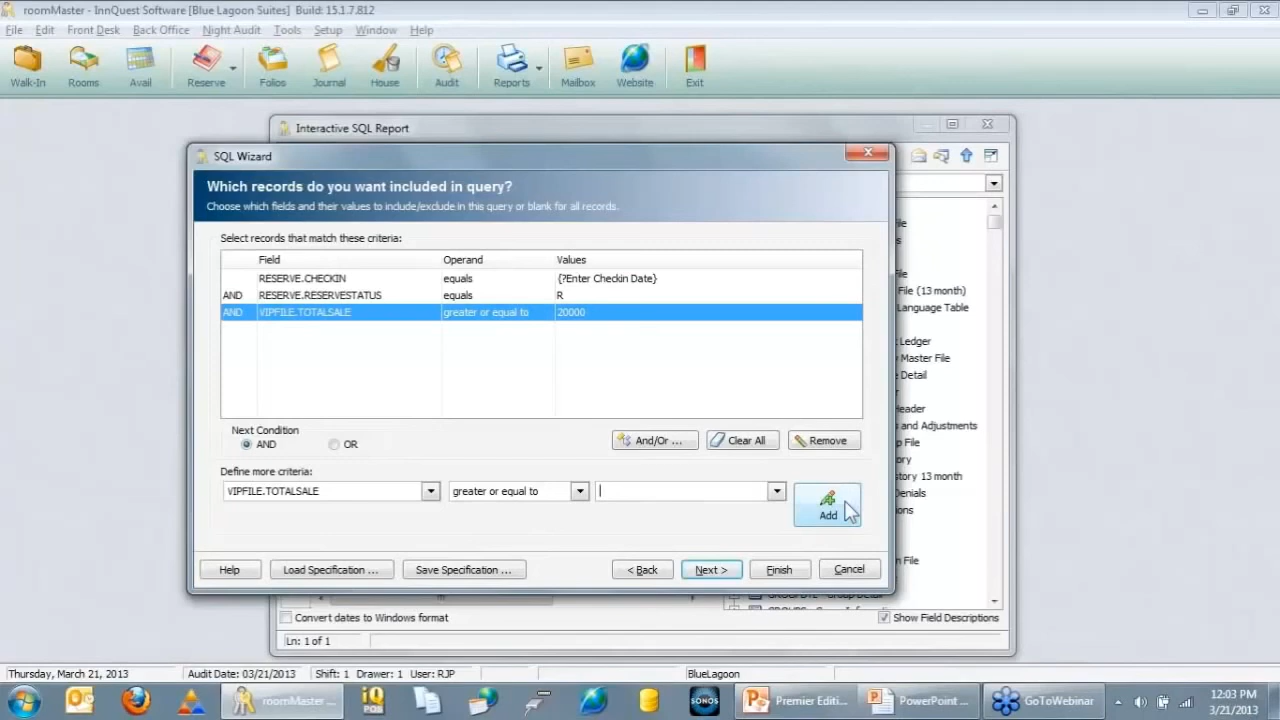 roomMaster - InnQuest Software [Blue Lagoon Suites] Build: 15.1.7.812
File Edit Front Desk Back Office Night Audit Tools Setup Window Help
Walk-In Rooms Avail Reserve Folios Journal House Audit Reports Mailbox Website Exit
Interactive SQL Report
SQL Wizard
Which records do you want included in query?
Choose which fields and their values to include/exclude in this query or blank for all records.
Select records that match these criteria:
Field Operand Values
RESERVE.CHECKIN equals {?Enter Checkin Date}
AND RESERVE.RESERVESTATUS equals R
AND VIPFILE.TOTALSALE greater or equal to 20000
File (13 month)
Language Table
Ledger
Master File
Detail
Header
and Adjustments
File
story 13 month
Denials
File
Next Condition
AND OR
And/Or ... Clear All Remove
Define more criteria:
VIPFILE.TOTALSALE greater or equal to
Add
Help Load Specification ... Save Specification ... < Back Next > Finish Cancel
Convert dates to Windows format Show Field Descriptions
Ln: 1 of 1
Thursday, March 21, 2013 Audit Date: 03/21/2013 Shift: 1 Drawer: 1 User: RJP BlueLagoon
roomMaster ... iQ POS SONOS Premier Editi... PowerPoint ... GoToWebinar 12:03 PM
3/21/2013